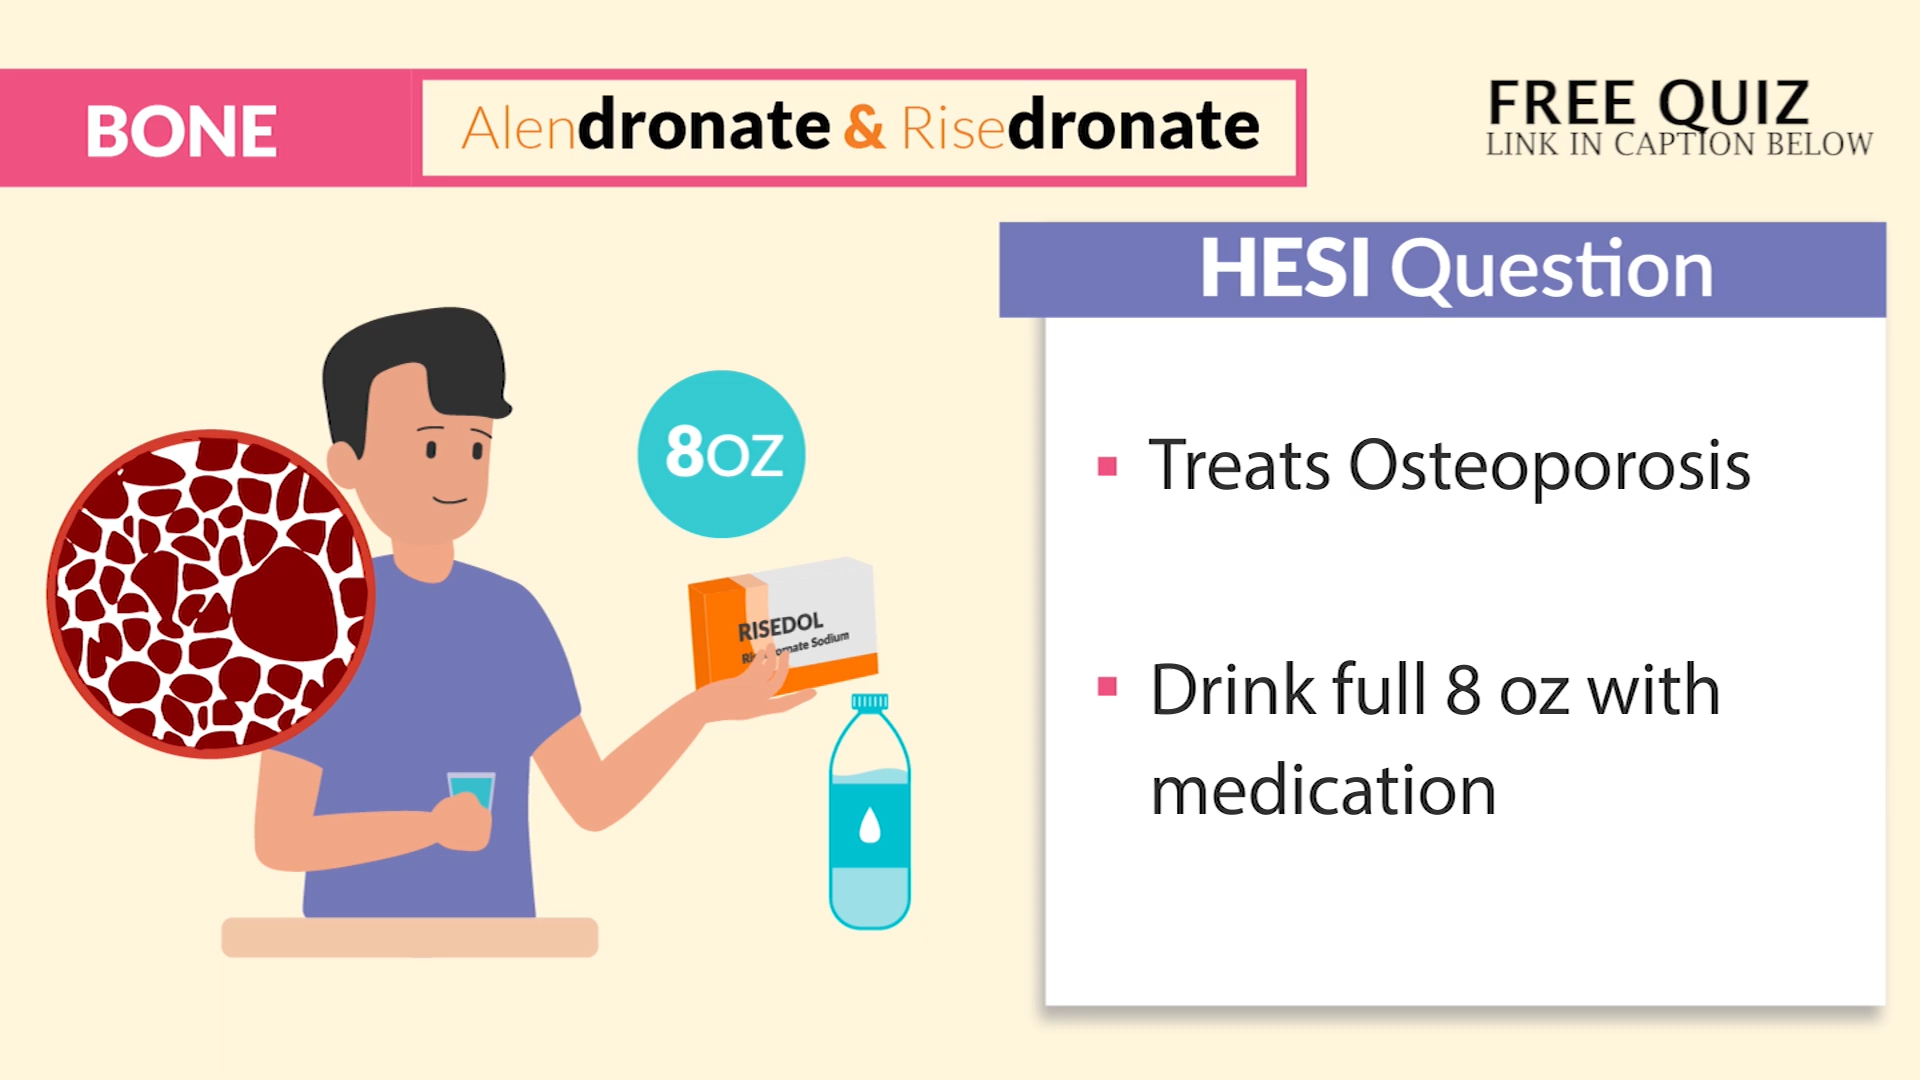 BONE
Alendronate & Risedronate
FREE QUIZ
LINK IN CAPTION BELOW
HESI Question
Treats Osteoporosis
Drink full 8 oz with
medication
8OZ
RISEDOL
Sodium